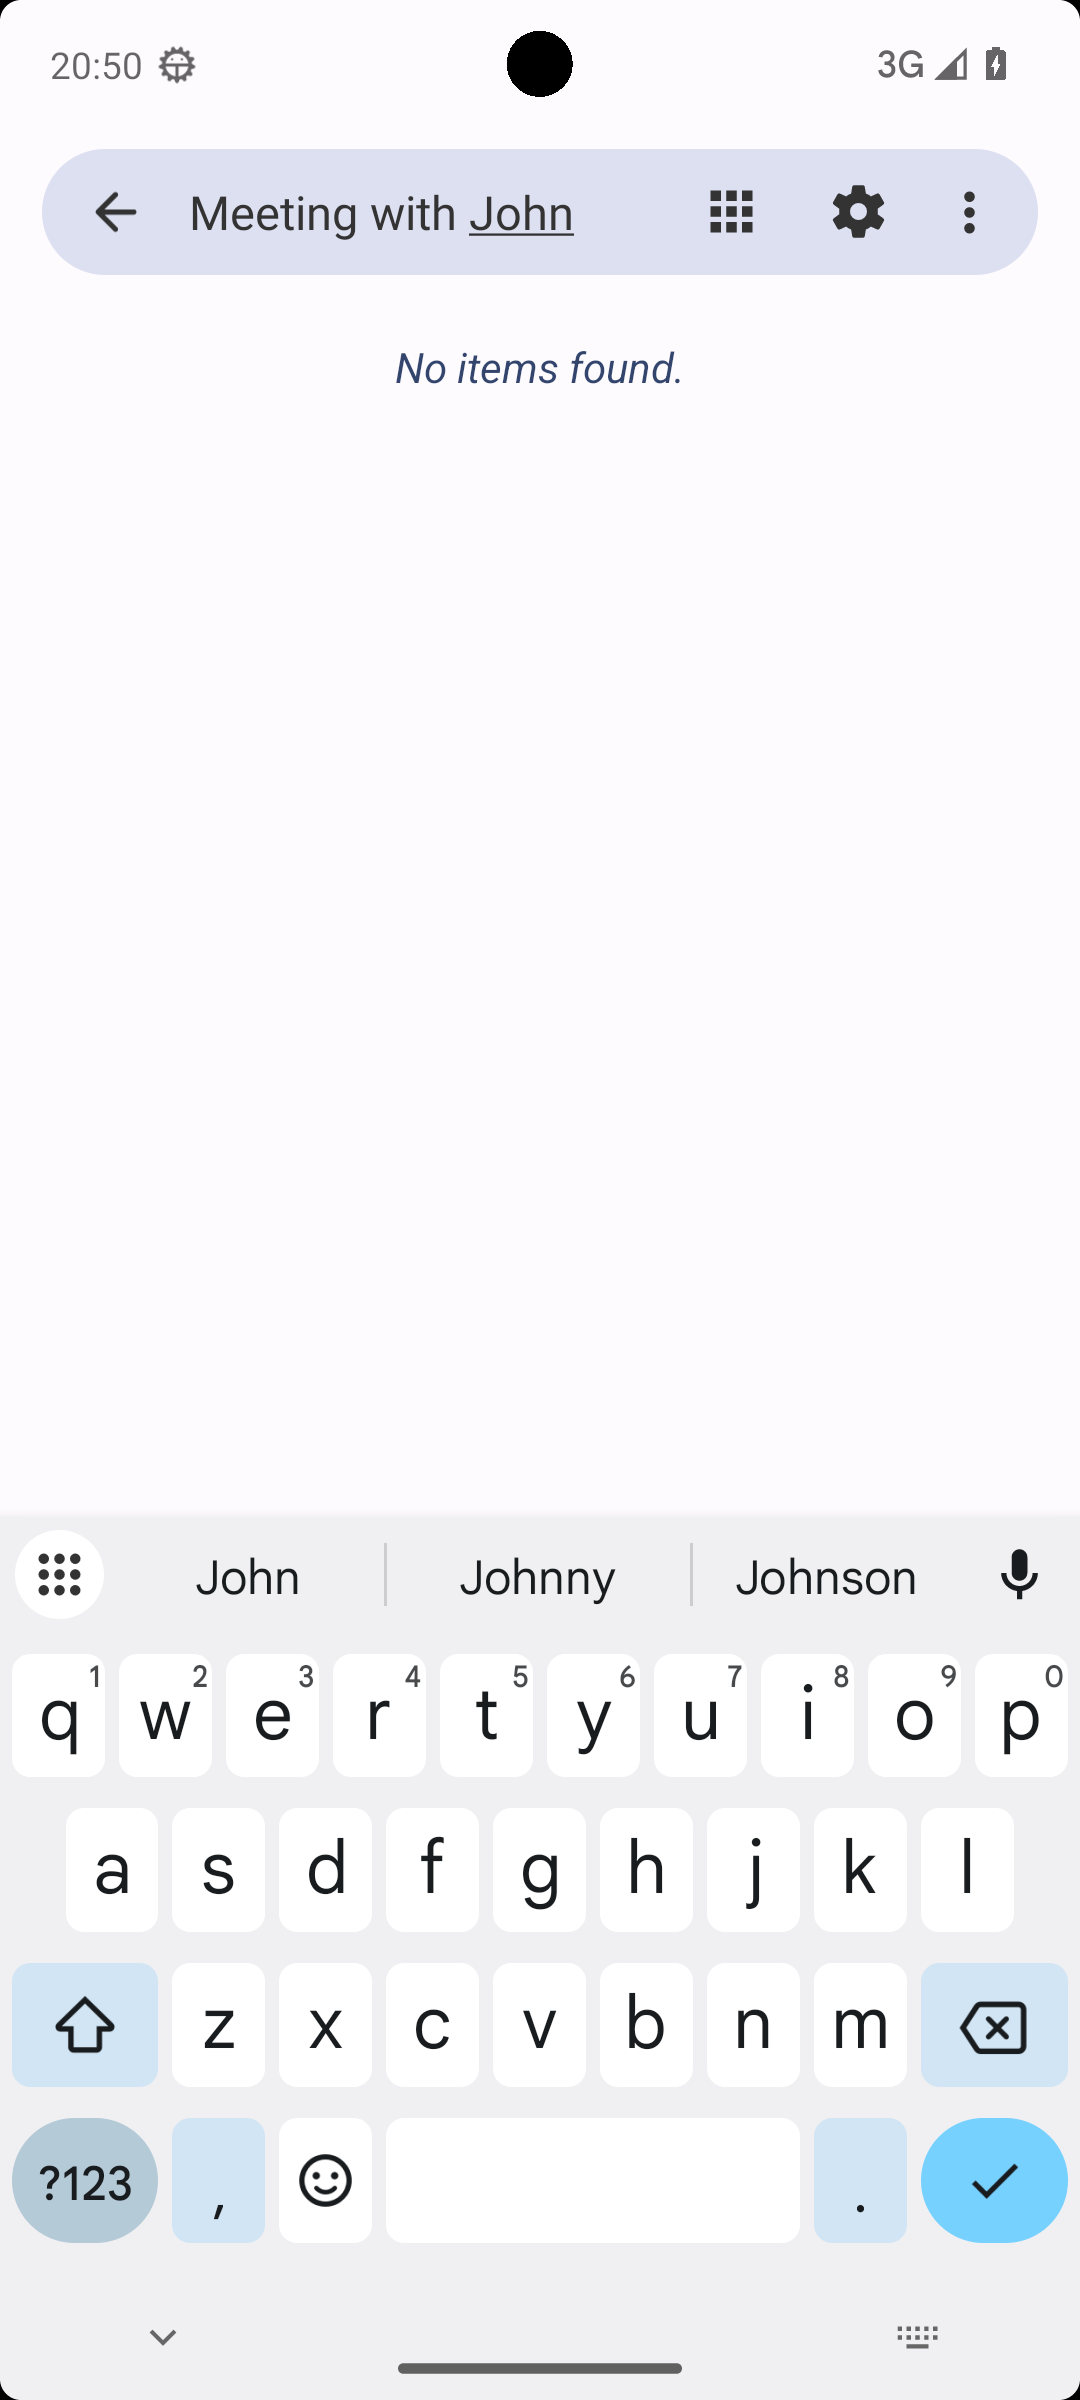 20:50
3G
Meeting with John
No items found.
John Johnny Johnson
1 2 3 4 5 6 7 8 9 0
q w e r t y u i o p
a s d f g h j k l
z x c v b n m
?123 , .